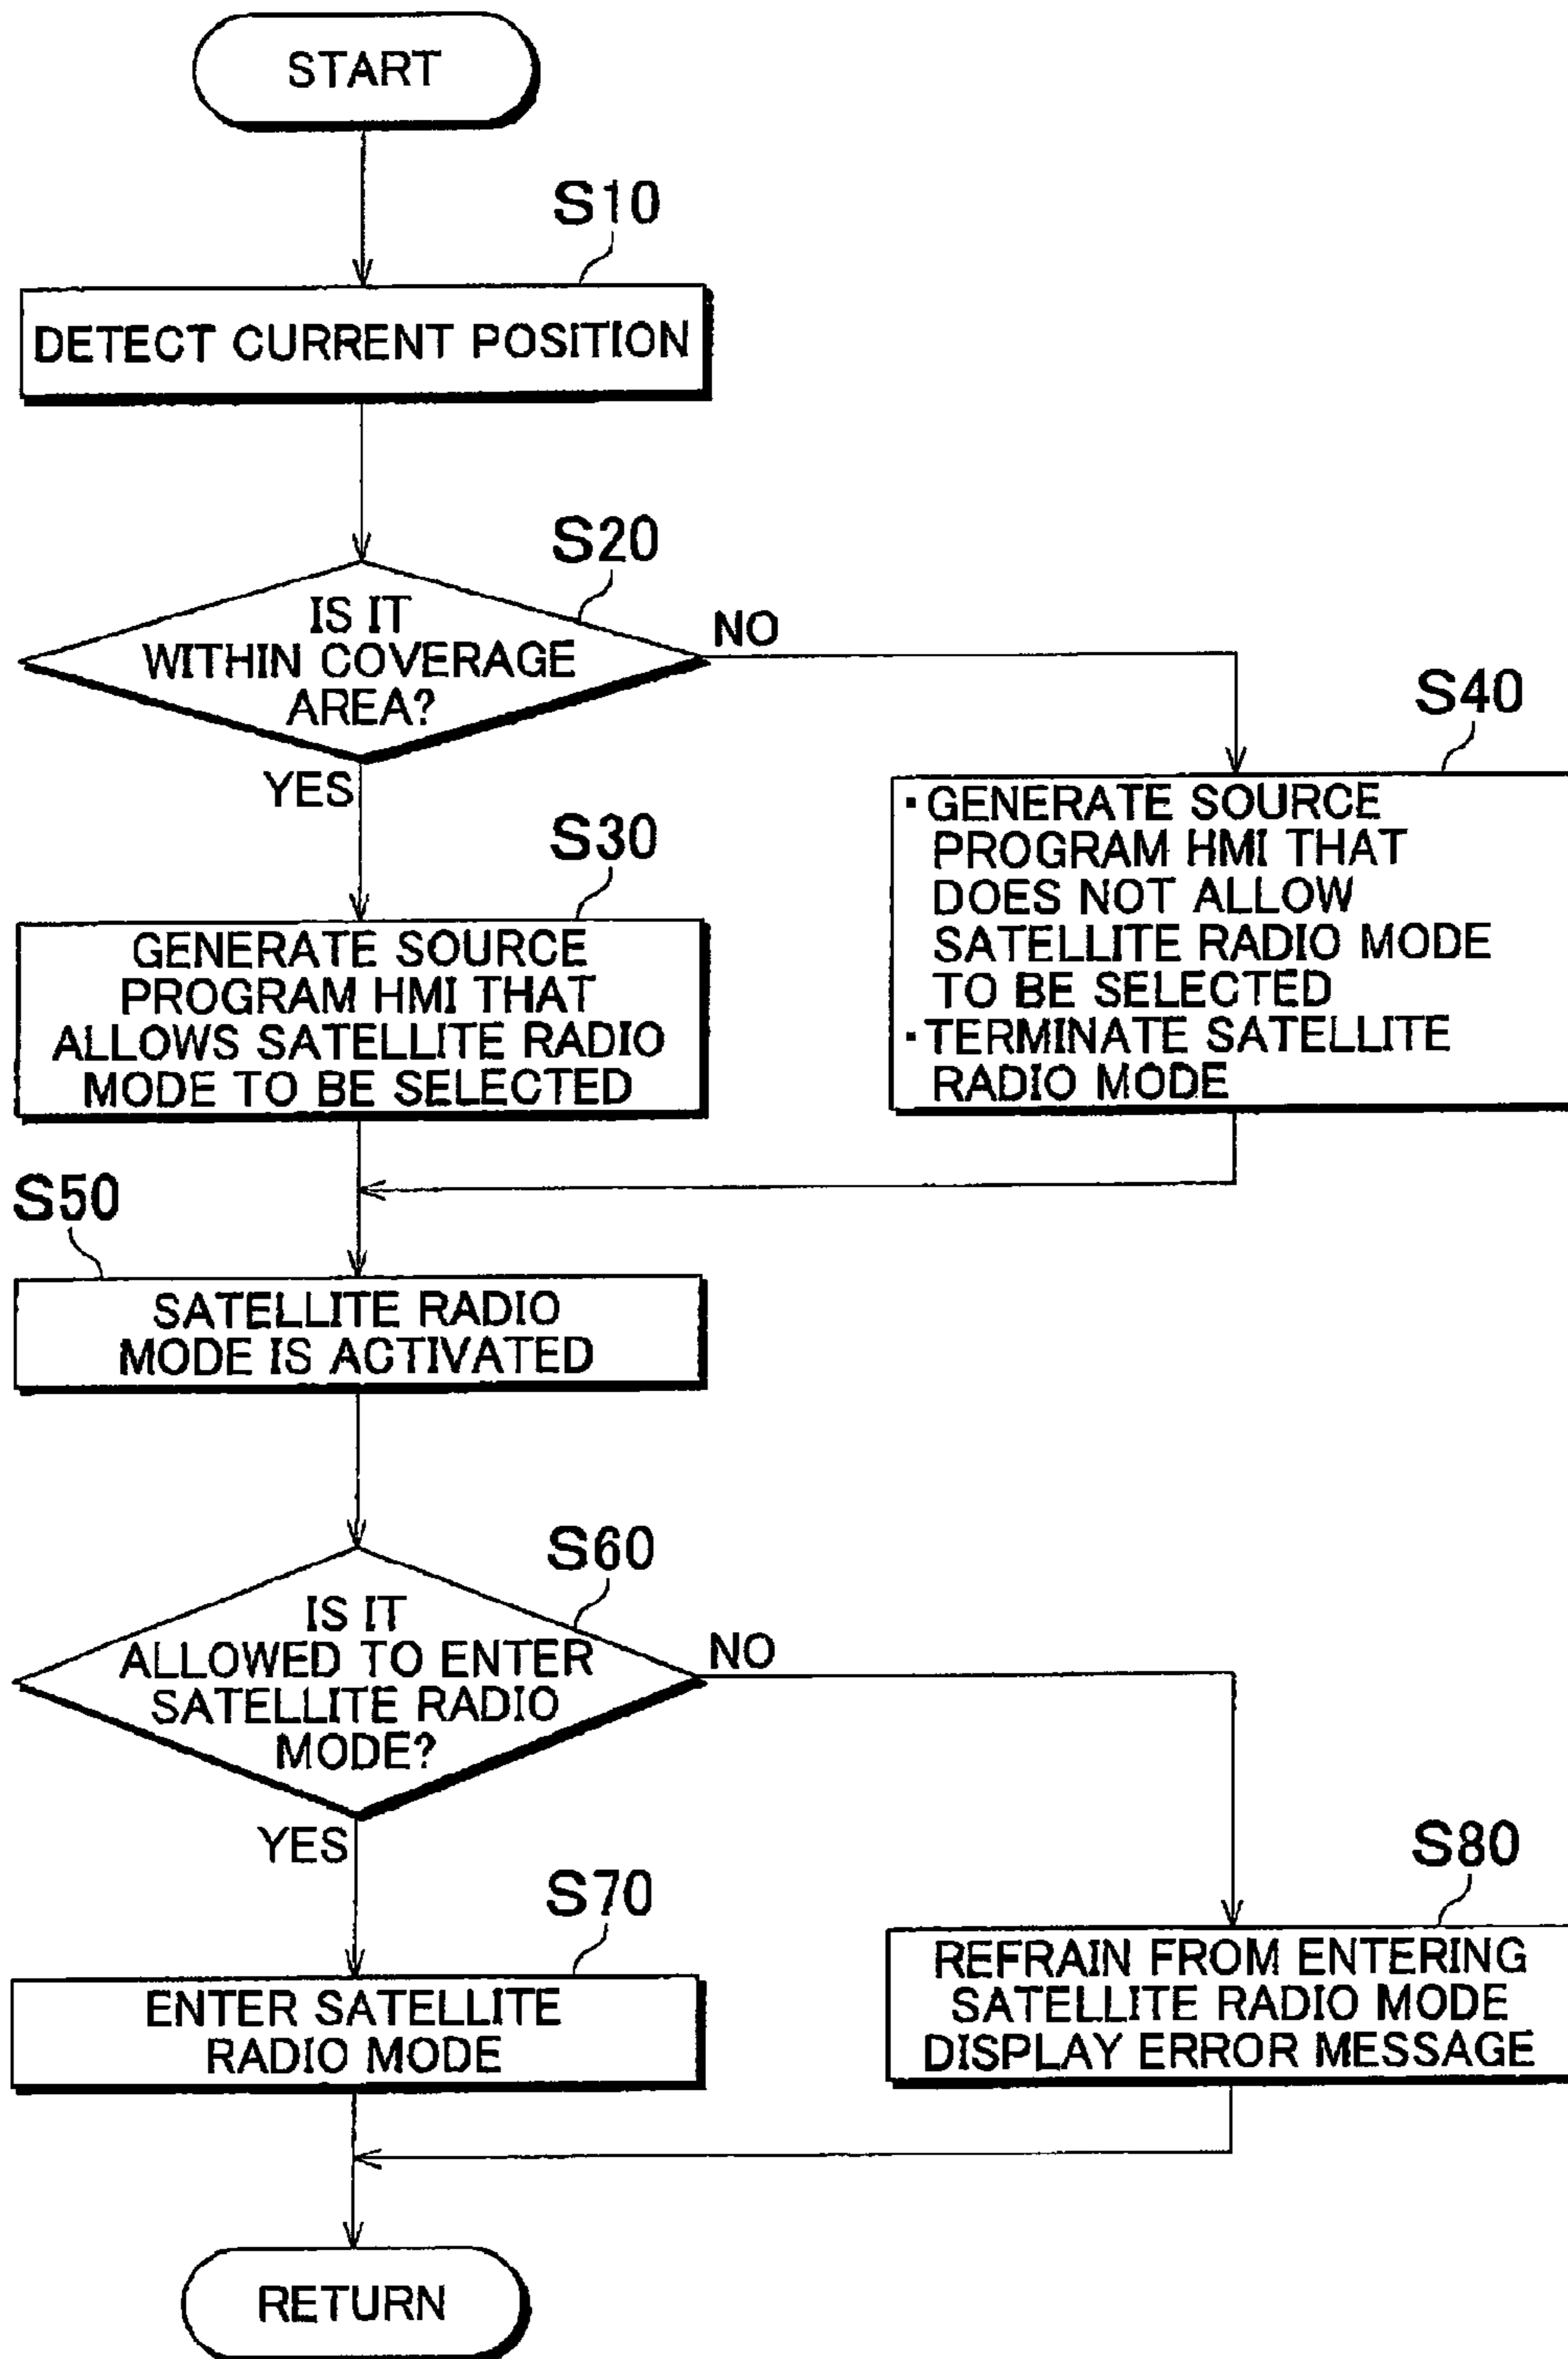 START
S10
DETECT CURRENT POSITION
S20
IS IT
WITHIN COVERAGE
AREA?
NO
YES
S30
GENERATE SOURCE
PROGRAM HMI THAT
ALLOWS SATELLITE RADIO
MODE TO BE SELECTED
S40
・GENERATE SOURCE
PROGRAM HMI THAT
DOES NOT ALLOW
SATELLITE RADIO MODE
TO BE SELECTED
・TERMINATE SATELLITE
RADIO MODE
S50
SATELLITE RADIO
MODE IS ACTIVATED
S60
IS IT
ALLOWED TO ENTER
SATELLITE RADIO
MODE?
NO
YES
S70
ENTER SATELLITE
RADIO MODE
S80
REFRAIN FROM ENTERING
SATELLITE RADIO MODE
DISPLAY ERROR MESSAGE
RETURN